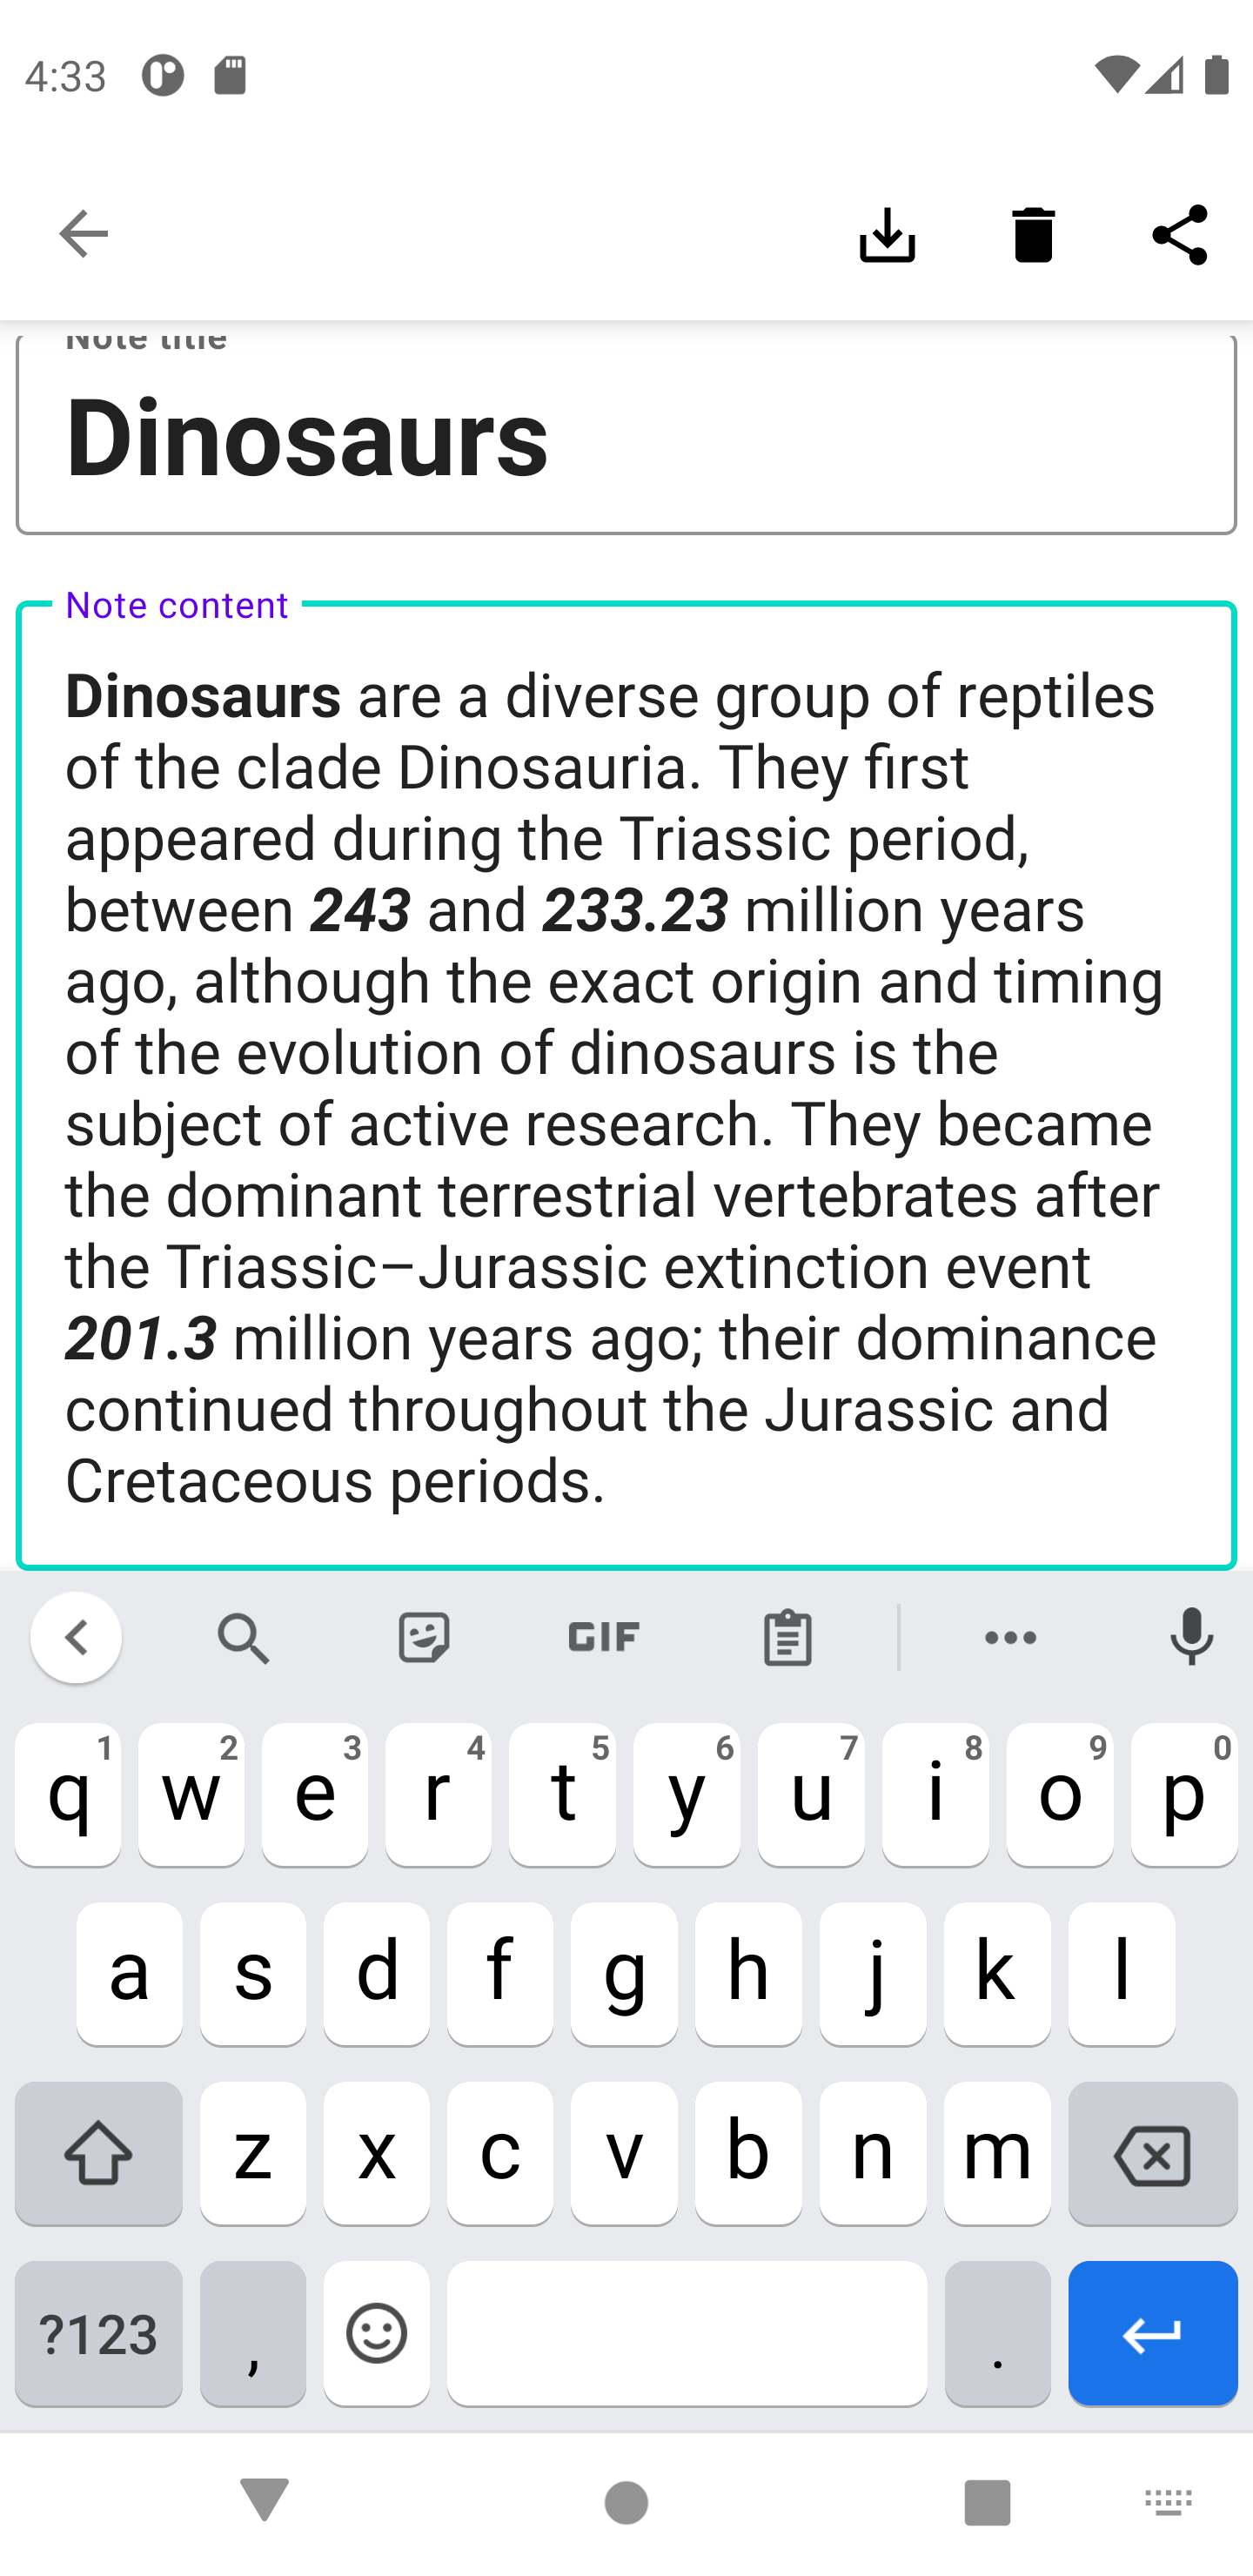 4:33
Note title
Dinosaurs
Note content
Dinosaurs are a diverse group of reptiles
of the clade Dinosauria. They first
appeared during the Triassic period,
between 243 and 233.23 million years
ago, although the exact origin and timing
of the evolution of dinosaurs is the
subject of active research. They became
the dominant terrestrial vertebrates after
the Triassic–Jurassic extinction event
201.3 million years ago; their dominance
continued throughout the Jurassic and
Cretaceous periods.
GIF
q 1 w 2 e 3 r 4 t 5 y 6 u 7 i 8 o 9 p 0
a s d f g h j k l
z x c v b n m
?123 , .